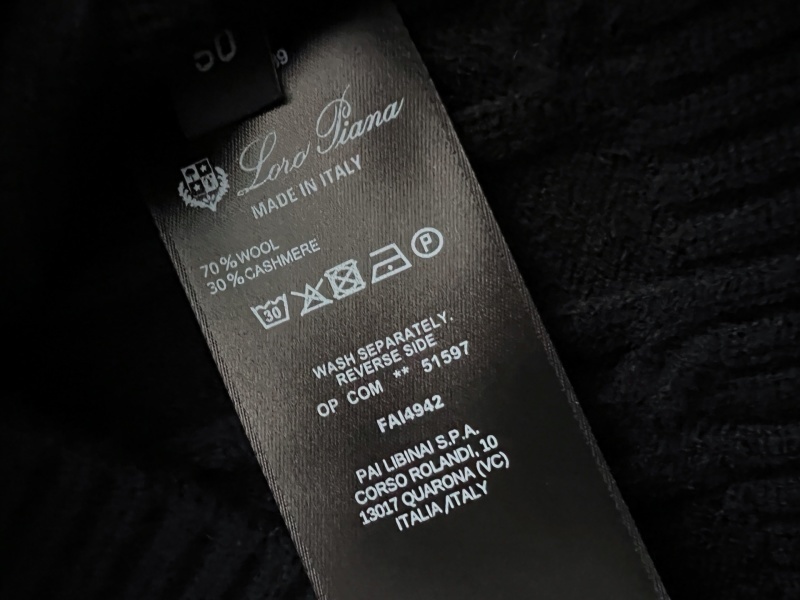 50
Loro Piana
MADE IN ITALY
70%WOOL
30%CASHMERE
30 P
WASH SEPARATELY.
REVERSE SIDE
OP COM ** 51597
FAI4942
PAI LIBINAI S.P.A.
CORSO ROLANDI, 10
13017 QUARONA (VC)
ITALIA/ITALY